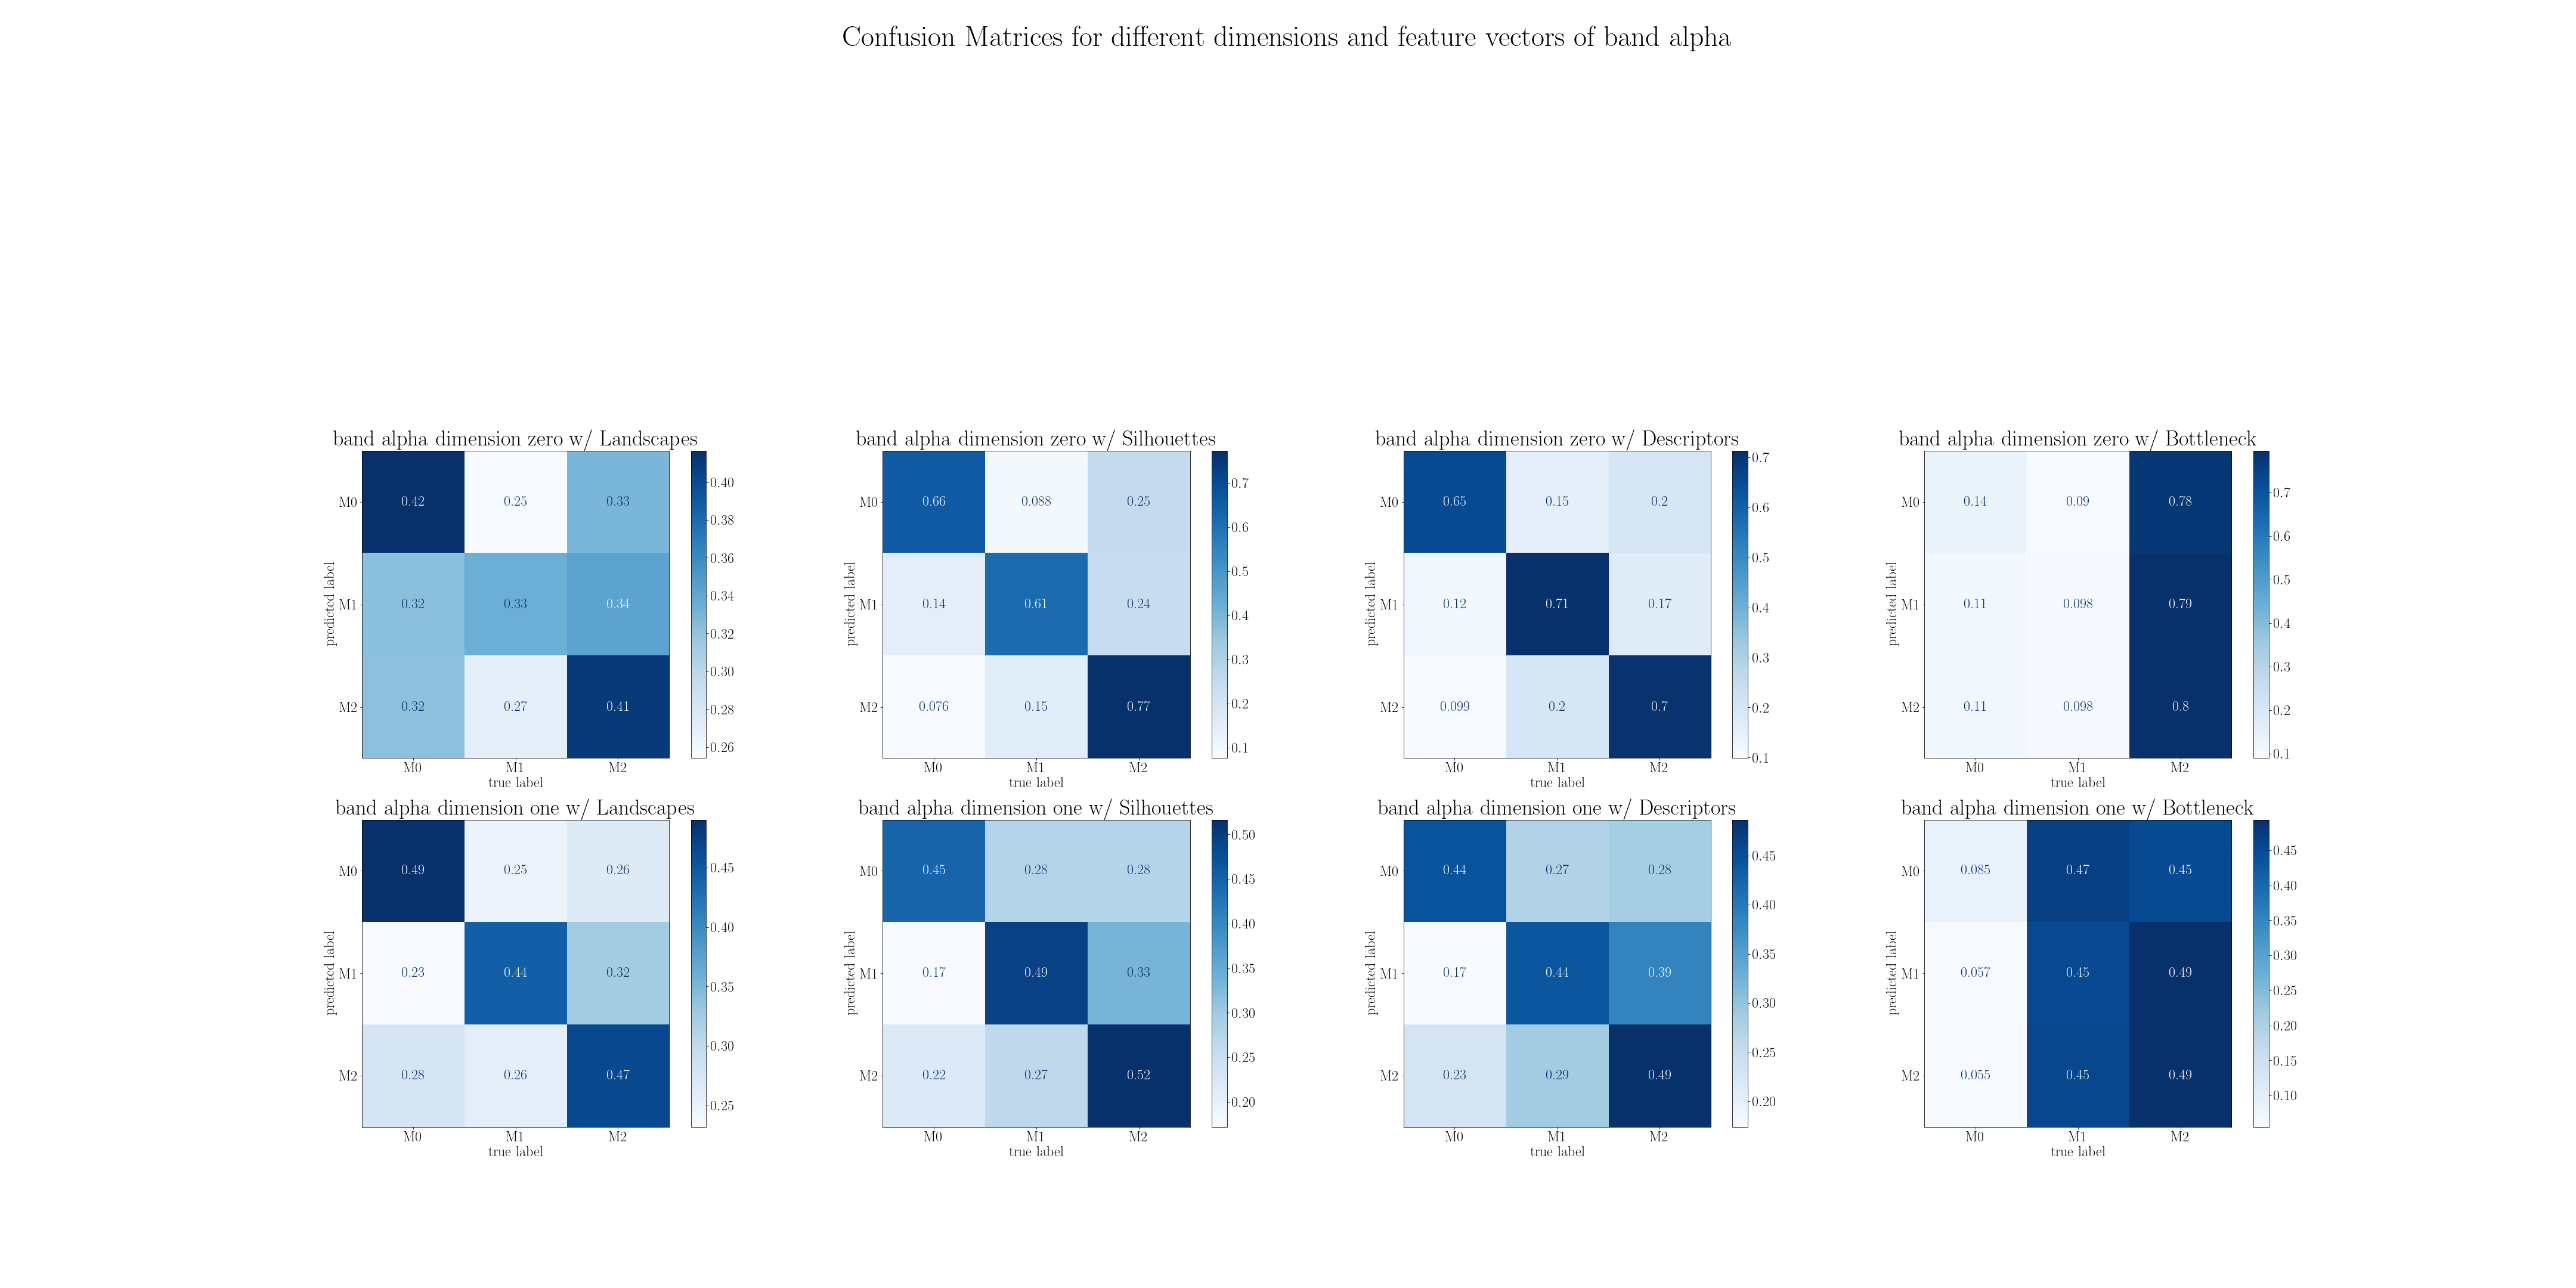 Confusion Matrices for different dimensions and feature vectors of band alpha
band alpha dimension zero w/ Landscapes
predicted label
M0 0.42 0.25 0.33
M1 0.32 0.33 0.34
M2 0.32 0.27 0.41
M0 M1 M2
true label
0.40
0.38
0.36
0.34
0.32
0.30
0.28
0.26
band alpha dimension zero w/ Silhouettes
predicted label
M0 0.66 0.088 0.25
M1 0.14 0.61 0.24
M2 0.076 0.15 0.77
M0 M1 M2
true label
0.7
0.6
0.5
0.4
0.3
0.2
0.1
band alpha dimension zero w/ Descriptors
predicted label
M0 0.65 0.15 0.2
M1 0.12 0.71 0.17
M2 0.099 0.2 0.7
M0 M1 M2
true label
0.7
0.6
0.5
0.4
0.3
0.2
0.1
band alpha dimension zero w/ Bottleneck
predicted label
M0 0.14 0.09 0.78
M1 0.11 0.098 0.79
M2 0.11 0.098 0.8
M0 M1 M2
true label
0.7
0.6
0.5
0.4
0.3
0.2
0.1
band alpha dimension one w/ Landscapes
predicted label
M0 0.49 0.25 0.26
M1 0.23 0.44 0.32
M2 0.28 0.26 0.47
M0 M1 M2
true label
0.45
0.40
0.35
0.30
0.25
band alpha dimension one w/ Silhouettes
predicted label
M0 0.45 0.28 0.28
M1 0.17 0.49 0.33
M2 0.22 0.27 0.52
M0 M1 M2
true label
0.50
0.45
0.40
0.35
0.30
0.25
0.20
band alpha dimension one w/ Descriptors
predicted label
M0 0.44 0.27 0.28
M1 0.17 0.44 0.39
M2 0.23 0.29 0.49
M0 M1 M2
true label
0.45
0.40
0.35
0.30
0.25
0.20
band alpha dimension one w/ Bottleneck
predicted label
M0 0.085 0.47 0.45
M1 0.057 0.45 0.49
M2 0.055 0.45 0.49
M0 M1 M2
true label
0.45
0.40
0.35
0.30
0.25
0.20
0.15
0.10